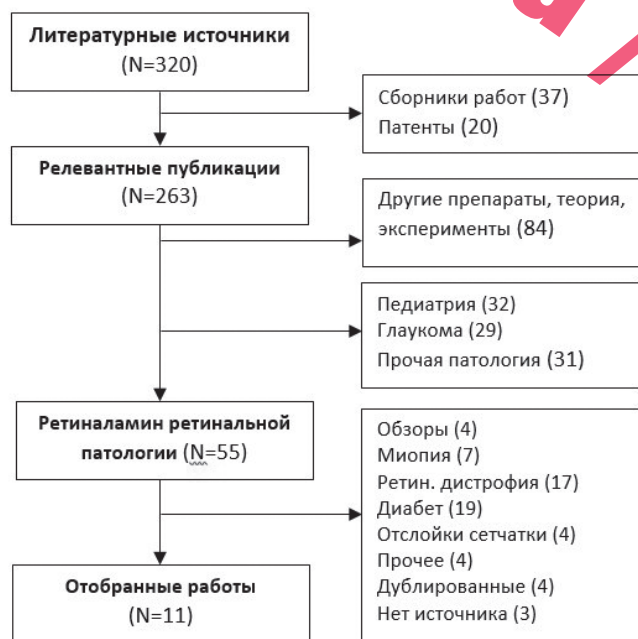 Литературные источники
(N=320)
Сборники работ (37)
Патенты (20)
Релевантные публикации
(N=263)
Другие препараты, теория,
эксперименты (84)
Педиатрия (32)
Глаукома (29)
Прочая патология (31)
Ретиналамин ретинальной
патологии (N=55)
Обзоры (4)
Миопия (7)
Ретин. дистрофия (17)
Диабет (19)
Отслойки сетчатки (4)
Прочее (4)
Дублированные (4)
Нет источника (3)
Отобранные работы
(N=11)